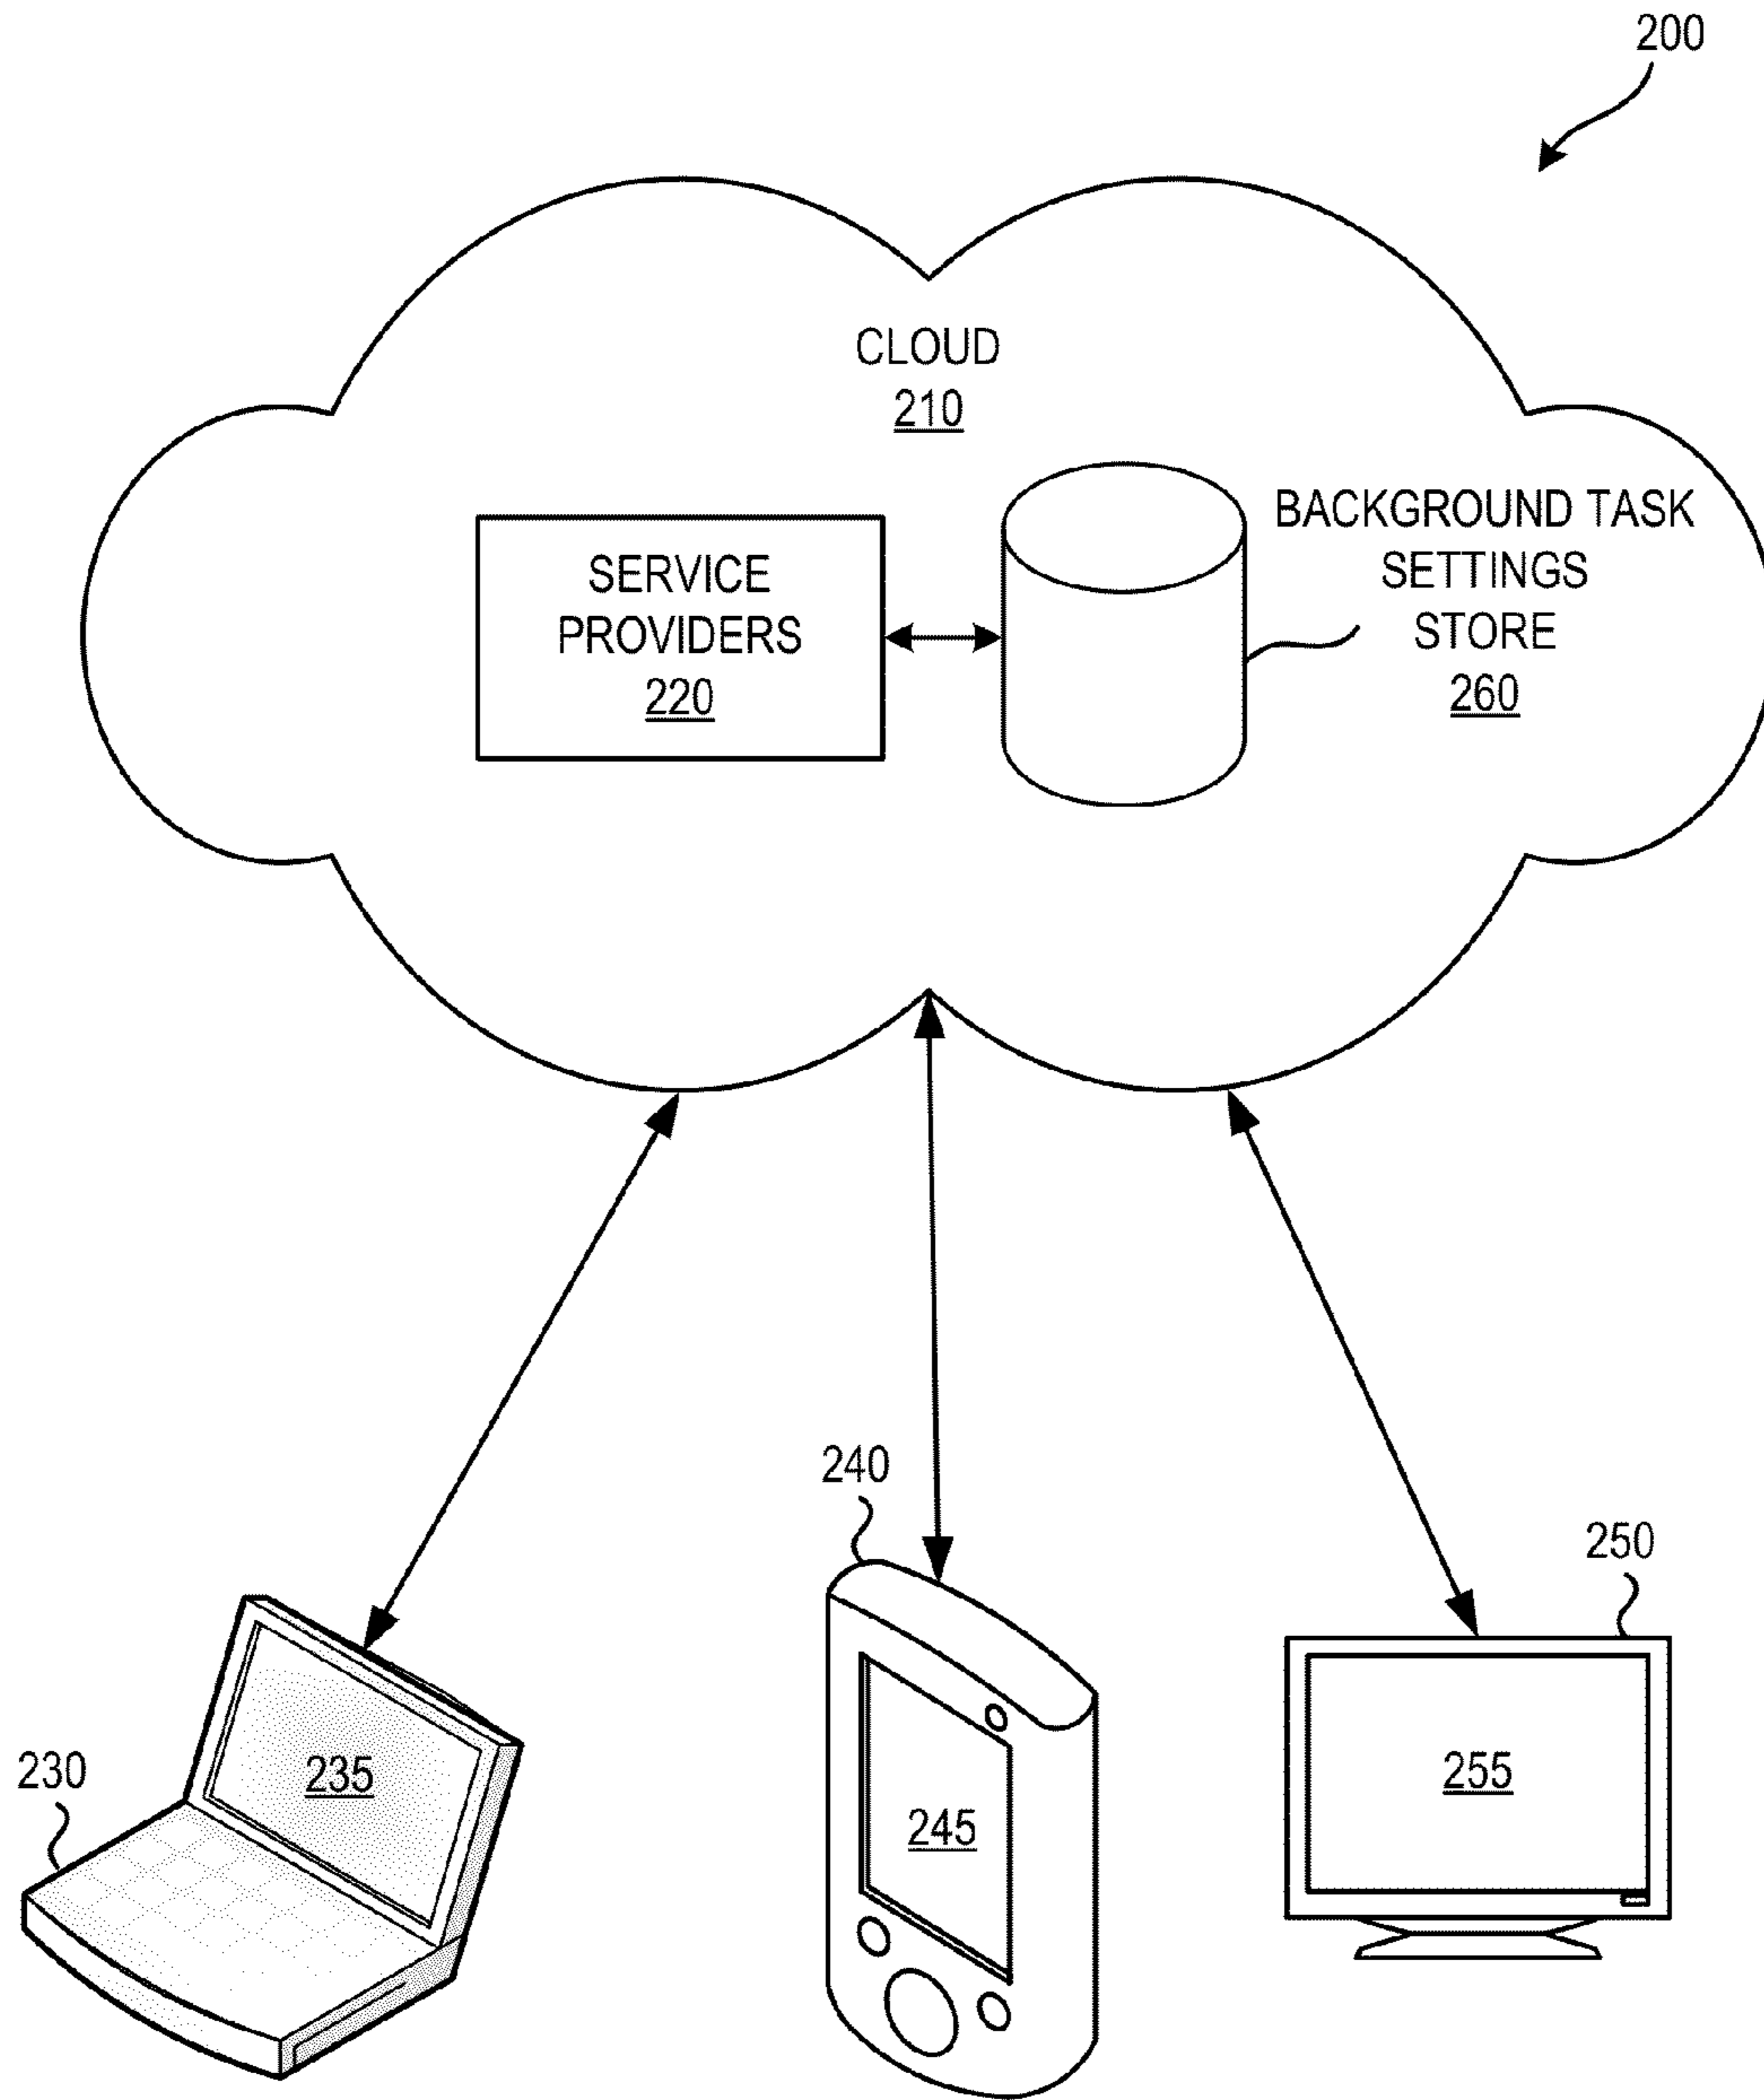 200
CLOUD
210
SERVICE
PROVIDERS
220
BACKGROUND TASK
SETTINGS
STORE
260
240
250
230
235
245
255